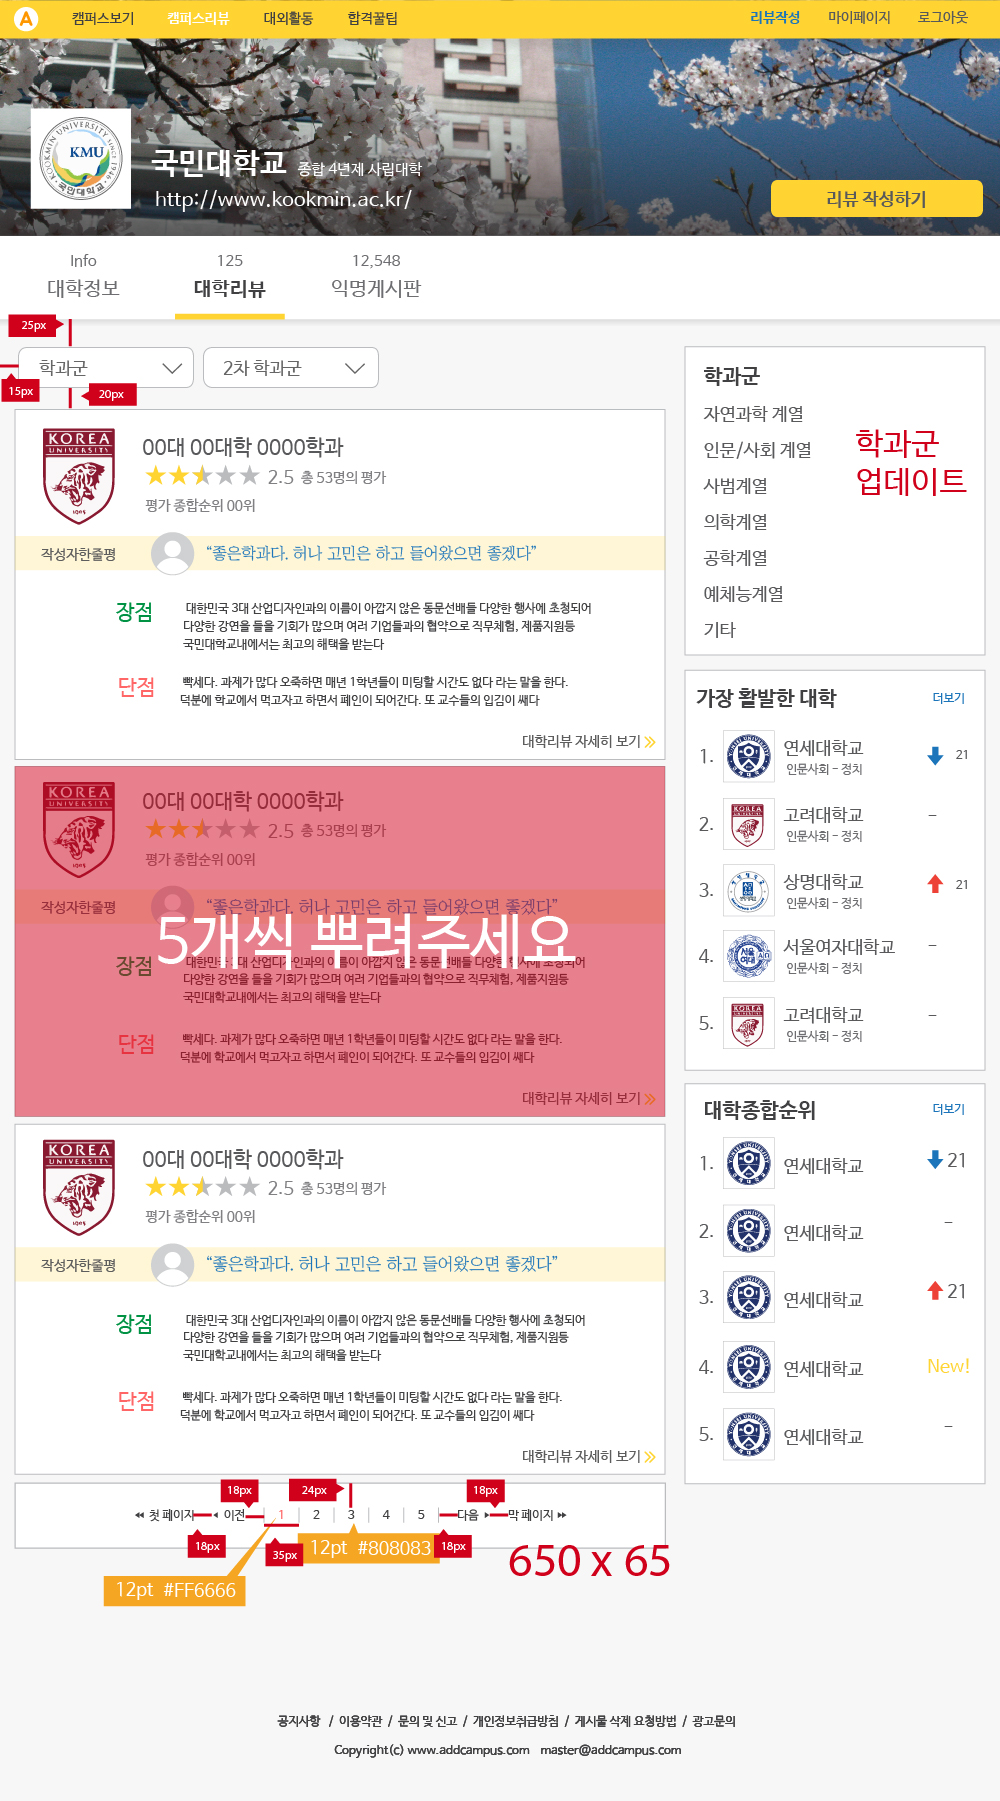 A 캠퍼스보기 캠퍼스리뷰 대외활동 합격꿀팁 리뷰작성 마이페이지 로그아웃
KOOKMIN UNIVERSITY SINCE 1946
KMU
국민대학교
국민대학교 종합 4년제 사립대학
http://www.kookmin.ac.kr/
리뷰 작성하기
Info 125 12,548
대학정보 대학리뷰 익명게시판
25px
학과군 2차 학과군
15px
20px
KOREA
UNIVERSITY
1905
00대 00대학 0000학과
2.5 총 53명의 평가
평가 종합순위 00위
작성자한줄평 “좋은학과다. 허나 고민은 하고 들어왔으면 좋겠다”
장점
대한민국 3대 산업디자인과의 이름이 아깝지 않은 동문선배들 다양한 행사에 초청되어
다양한 강연을 들을 기회가 많으며 여러 기업들과의 협약으로 직무체험, 제품지원등
국민대학교내에서는 최고의 해택을 받는다
단점
빡세다. 과제가 많다 오죽하면 매년 1학년들이 미팅할 시간도 없다 라는 말을 한다.
덕분에 학교에서 먹고자고 하면서 폐인이 되어간다. 또 교수들의 입김이 쌔다
대학리뷰 자세히 보기
KOREA
UNIVERSITY
1905
00대 00대학 0000학과
2.5 총 53명의 평가
평가 종합순위 00위
작성자한줄평 “좋은학과다. 허나 고민은 하고 들어왔으면 좋겠다”
5개씩 뿌려주세요
장점
대한민국 3대 산업디자인과의 이름이 아깝지 않은 동문선배들 다양한 행사에 초청되어
다양한 강연을 들을 기회가 많으며 여러 기업들과의 협약으로 직무체험, 제품지원등
국민대학교내에서는 최고의 해택을 받는다
단점
빡세다. 과제가 많다 오죽하면 매년 1학년들이 미팅할 시간도 없다 라는 말을 한다.
덕분에 학교에서 먹고자고 하면서 폐인이 되어간다. 또 교수들의 입김이 쌔다
대학리뷰 자세히 보기
KOREA
UNIVERSITY
1905
00대 00대학 0000학과
2.5 총 53명의 평가
평가 종합순위 00위
작성자한줄평 “좋은학과다. 허나 고민은 하고 들어왔으면 좋겠다”
장점
대한민국 3대 산업디자인과의 이름이 아깝지 않은 동문선배들 다양한 행사에 초청되어
다양한 강연을 들을 기회가 많으며 여러 기업들과의 협약으로 직무체험, 제품지원등
국민대학교내에서는 최고의 해택을 받는다
단점
빡세다. 과제가 많다 오죽하면 매년 1학년들이 미팅할 시간도 없다 라는 말을 한다.
덕분에 학교에서 먹고자고 하면서 폐인이 되어간다. 또 교수들의 입김이 쌔다
대학리뷰 자세히 보기
18px 24px 18px
첫 페이지 이전 1 2 3 4 5 다음 막 페이지
18px 35px 12pt #808083 18px
650 x 65
12pt #FF6666
학과군
자연과학 계열
인문/사회 계열
사범계열
의학계열
공학계열
예체능계열
기타
학과군
업데이트
가장 활발한 대학 더보기
1. 연세대학교 21
인문사회 - 정치
2. KOREA 고려대학교 -
인문사회 - 정치
3. 상명대학교 21
인문사회 - 정치
4. 서울여대 서울여자대학교 -
인문사회 - 정치
5. KOREA 고려대학교 -
인문사회 - 정치
대학종합순위 더보기
1. 연세대학교 21
2. 연세대학교 -
3. 연세대학교 21
4. 연세대학교 New!
5. 연세대학교 -
공지사항 / 이용약관 / 문의 및 신고 / 개인정보취급방침 / 게시물 삭제 요청방법 / 광고문의
Copyright(c) www.addcampus.com master@addcampus.com